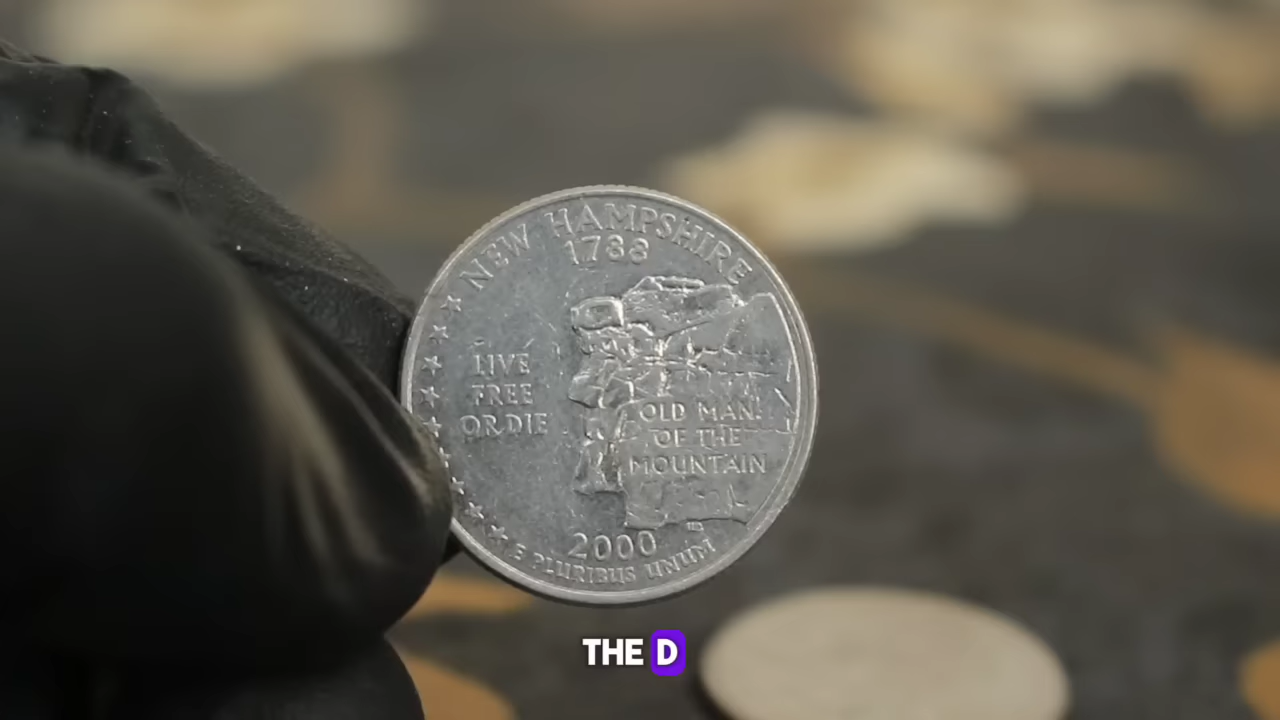 NEW HAMPSHIRE
1788
LIVE
FREE
OR DIE
OLD MAN
OF THE
MOUNTAIN
2000
E PLURIBUS UNUM
THE D